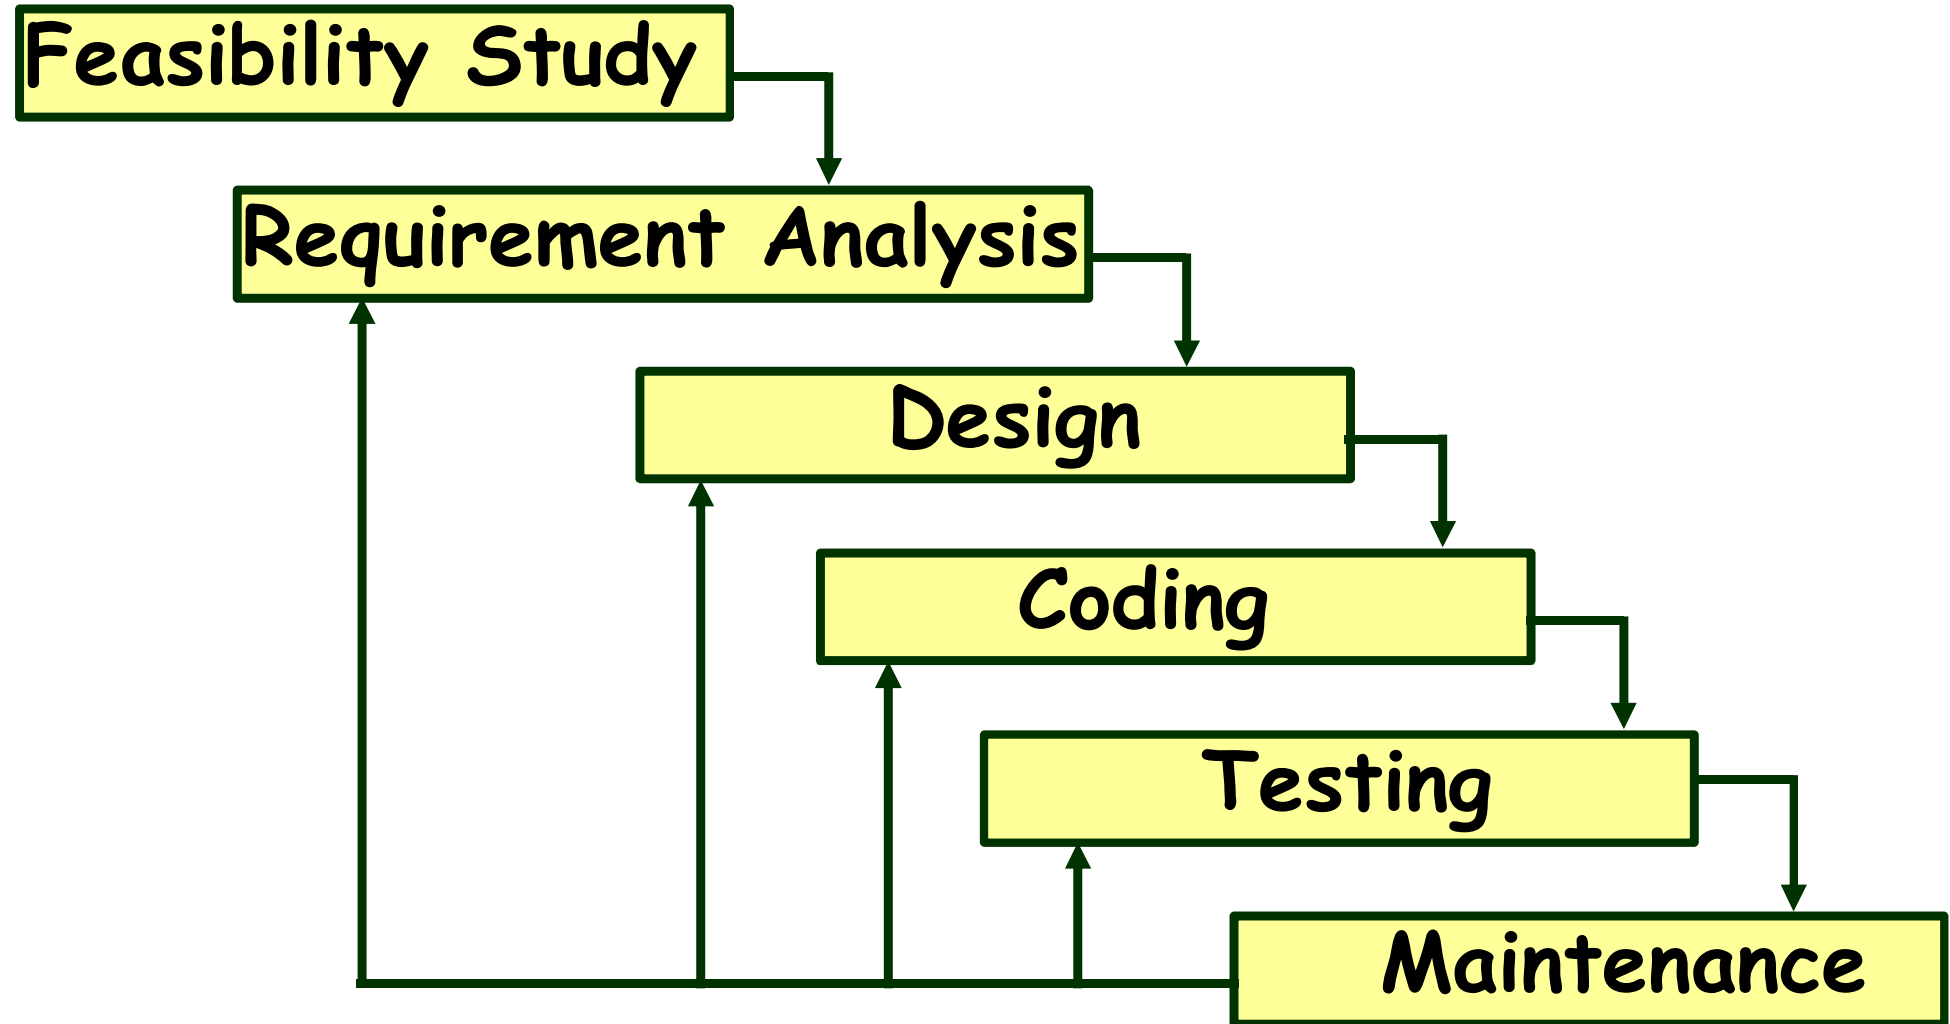 Feasibility Study
Requirement Analysis
Design
Coding
Testing
Maintenance